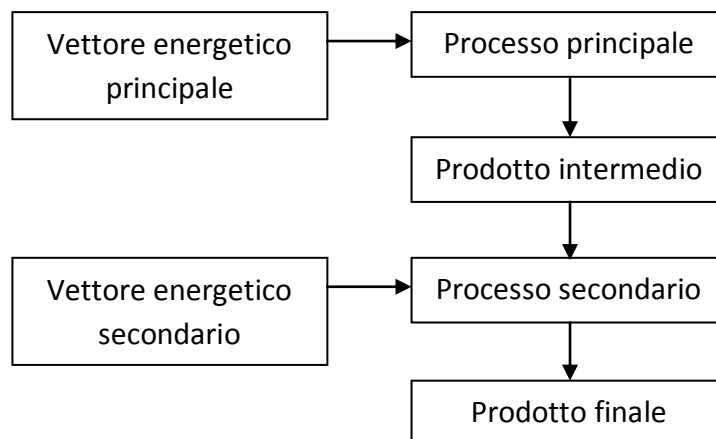 Vettore energetico
principale
Processo principale
Prodotto intermedio
Vettore energetico
secondario
Processo secondario
Prodotto finale